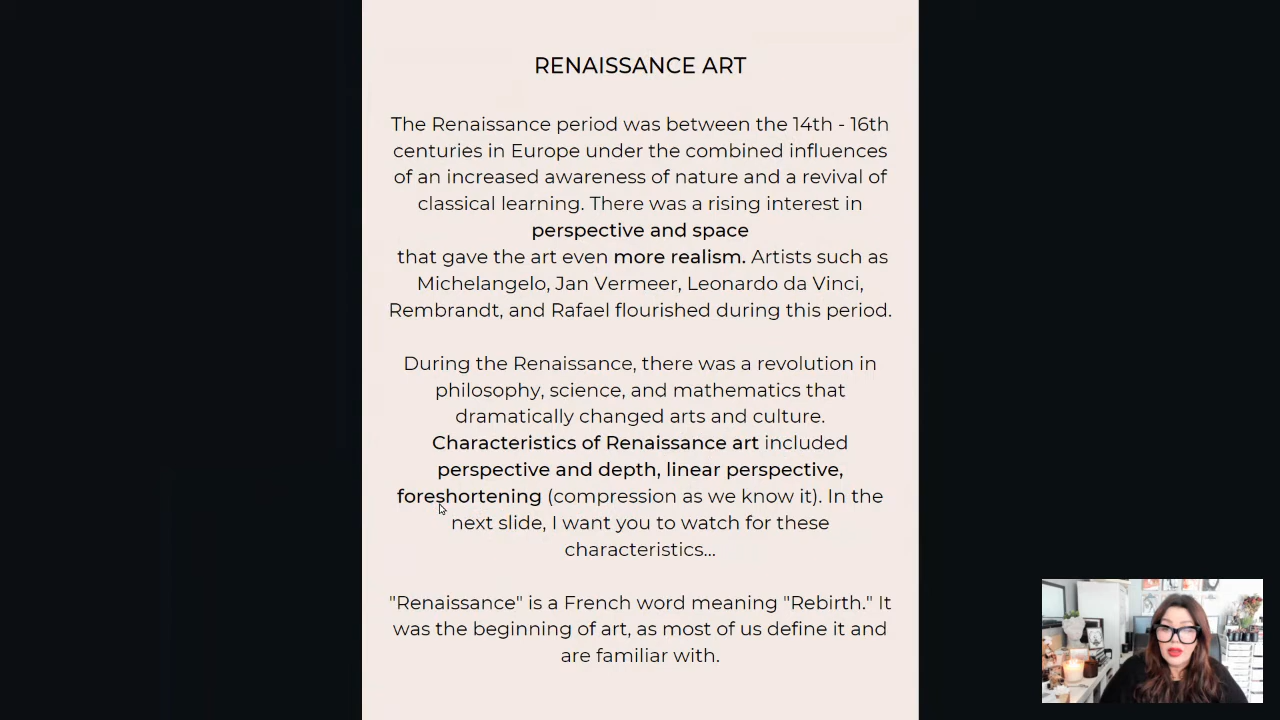 RENAISSANCE ART
The Renaissance period was between the 14th - 16th
centuries in Europe under the combined influences
of an increased awareness of nature and a revival of
classical learning. There was a rising interest in
perspective and space
that gave the art even more realism. Artists such as
Michelangelo, Jan Vermeer, Leonardo da Vinci,
Rembrandt, and Rafael flourished during this period.
During the Renaissance, there was a revolution in
philosophy, science, and mathematics that
dramatically changed arts and culture.
Characteristics of Renaissance art included
perspective and depth, linear perspective,
foreshortening (compression as we know it). In the
next slide, I want you to watch for these
characteristics...
"Renaissance" is a French word meaning "Rebirth." It
was the beginning of art, as most of us define it and
are familiar with.